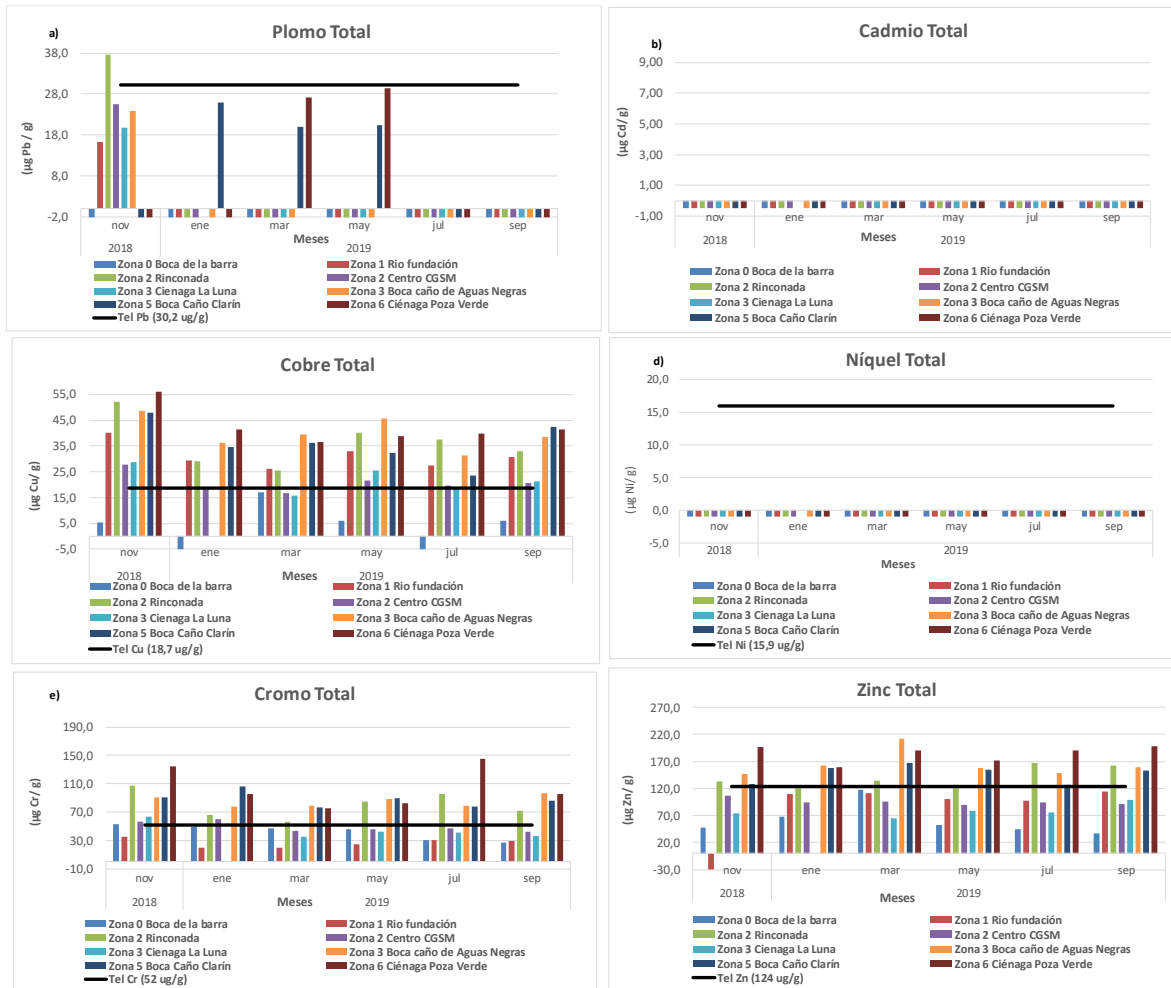 a)
Plomo Total
(µg Pb / g)
38,0
28,0
18,0
8,0
-2,0
nov ene mar may jul sep
Meses
2018 2019
Zona 0 Boca de la barra Zona 1 Rio fundación
Zona 2 Rinconada Zona 2 Centro CGSM
Zona 3 Cienaga La Luna Zona 3 Boca caño de Aguas Negras
Zona 5 Boca Caño Clarín Zona 6 Ciénaga Poza Verde
Tel Pb (30,2 ug/g)
b)
Cadmio Total
(µg Cd/ g)
9,00
7,00
5,00
3,00
1,00
-1,00
nov ene mar may jul sep
Meses
2018 2019
Zona 0 Boca de la barra Zona 1 Rio fundación
Zona 2 Rinconada Zona 2 Centro CGSM
Zona 3 Cienaga La Luna Zona 3 Boca caño de Aguas Negras
Zona 5 Boca Caño Clarín Zona 6 Ciénaga Poza Verde
Cobre Total
(µg Cu/ g)
55,0
45,0
35,0
25,0
15,0
5,0
-5,0
nov ene mar may jul sep
2018 Meses 2019
Zona 0 Boca de la barra Zona 1 Rio fundación
Zona 2 Rinconada Zona 2 Centro CGSM
Zona 3 Cienaga La Luna Zona 3 Boca caño de Aguas Negras
Zona 5 Boca Caño Clarín Zona 6 Ciénaga Poza Verde
Tel Cu (18,7 ug/g)
d)
Níquel Total
(µg Ni/ g)
20,0
15,0
10,0
5,0
0,0
-5,0
nov ene mar may jul sep
2018 2019
Meses
Zona 0 Boca de la barra Zona 1 Rio fundación
Zona 2 Rinconada Zona 2 Centro CGSM
Zona 3 Cienaga La Luna Zona 3 Boca caño de Aguas Negras
Zona 5 Boca Caño Clarín Zona 6 Ciénaga Poza Verde
Tel Ni (15,9 ug/g)
e)
Cromo Total
(µg Cr/ g)
190,0
150,0
110,0
70,0
30,0
-10,0
nov ene mar may jul sep
2018 Meses 2019
Zona 0 Boca de la barra Zona 1 Rio fundación
Zona 2 Rinconada Zona 2 Centro CGSM
Zona 3 Cienaga La Luna Zona 3 Boca caño de Aguas Negras
Zona 5 Boca Caño Clarín Zona 6 Ciénaga Poza Verde
Tel Cr (52 ug/g)
Zinc Total
(µg Zn/ g)
270,0
220,0
170,0
120,0
70,0
20,0
-30,0
nov ene mar may jul sep
2018 Meses 2019
Zona 0 Boca de la barra Zona 1 Rio fundación
Zona 2 Rinconada Zona 2 Centro CGSM
Zona 3 Cienaga La Luna Zona 3 Boca caño de Aguas Negras
Zona 5 Boca Caño Clarín Zona 6 Ciénaga Poza Verde
Tel Zn (124 ug/g)